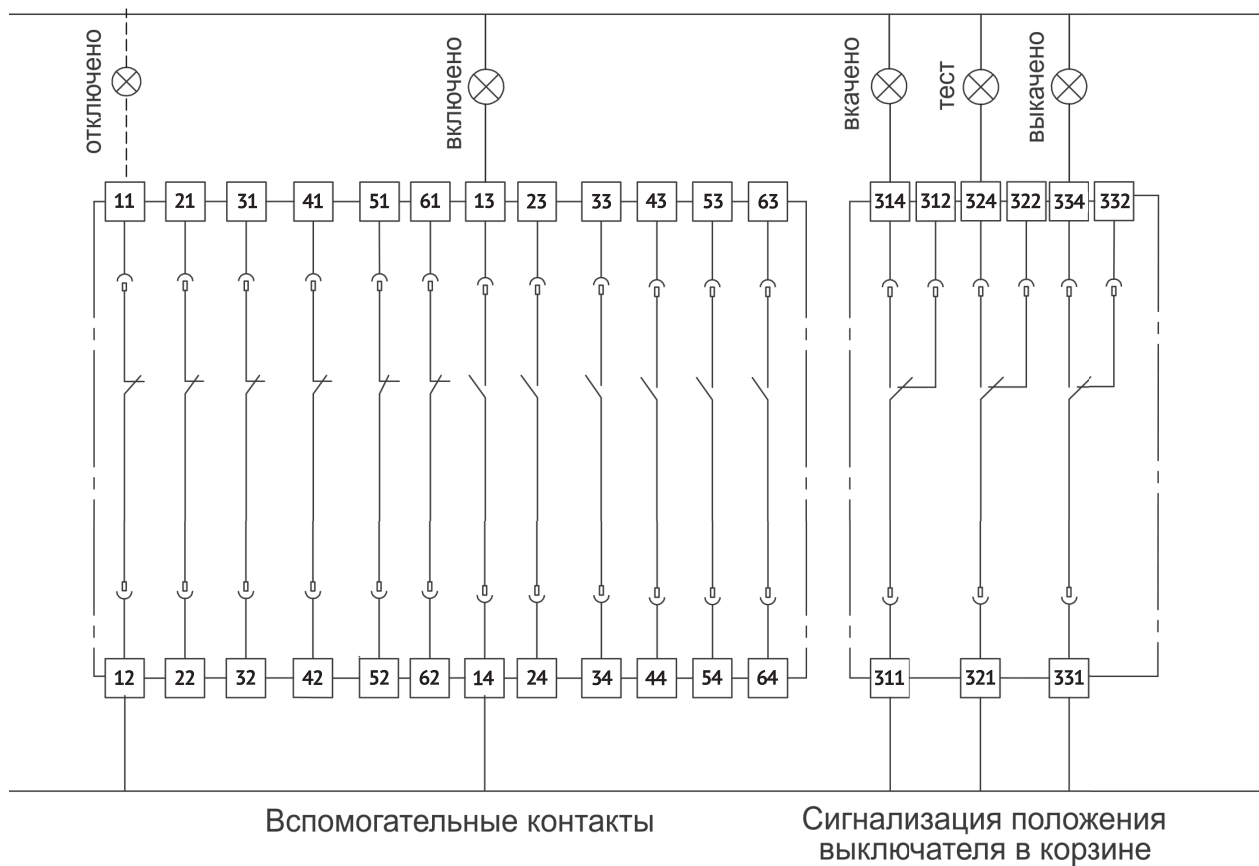 отключено
включено
вкачено
тест
выкачено
11 21 31 41 51 61 13 23 33 43 53 63
314 312 324 322 334 332
12 22 32 42 52 62 14 24 34 44 54 64
311 321 331
Вспомогательные контакты
Сигнализация положения
выключателя в корзине